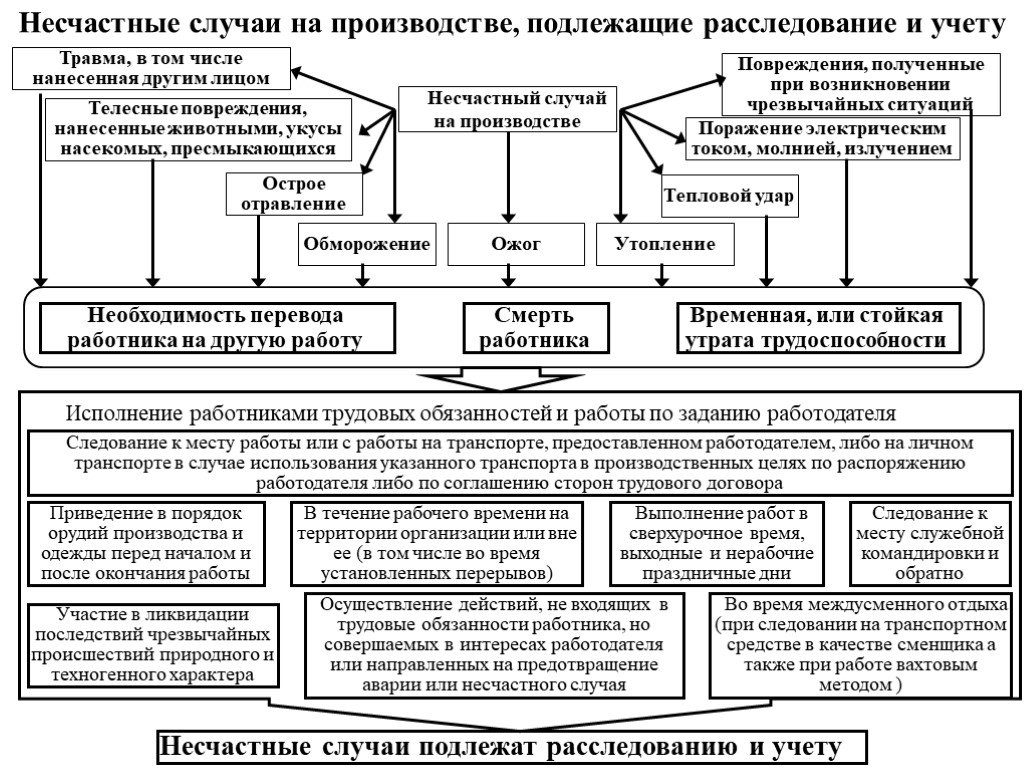 Несчастные случаи на производстве, подлежащие расследование и учету
Травма, в том числе
нанесенная другим лицом
Несчастный случай
на производстве
Повреждения, полученные
при возникновении
чрезвычайных ситуаций
Телесные повреждения,
нанесенные животными, укусы
насекомых, пресмыкающихся
Поражение электрическим
током, молнией, излучением
Острое
отравление
Тепловой удар
Обморожение
Ожог
Утопление
Необходимость перевода
работника на другую работу
Смерть
работника
Временная, или стойкая
утрата трудоспособности
Исполнение работниками трудовых обязанностей и работы по заданию работодателя
Следование к месту работы или с работы на транспорте, предоставленном работодателем, либо на личном
транспорте в случае использования указанного транспорта в производственных целях по распоряжению
работодателя либо по соглашению сторон трудового договора
Приведение в порядок
орудий производства и
одежды перед началом и
после окончания работы
В течение рабочего времени на
территории организации или вне
ее (в том числе во время
установленных перерывов)
Выполнение работ в
сверхурочное время,
выходные и нерабочие
праздничные дни
Следование к
месту служебной
командировки и
обратно
Участие в ликвидации
последствий чрезвычайных
происшествий природного и
техногенного характера
Осуществление действий, не входящих в
трудовые обязанности работника, но
совершаемых в интересах работодателя
или направленных на предотвращение
аварии или несчастного случая
Во время междусменного отдыха
(при следовании на транспортном
средстве в качестве сменщика а
также при работе вахтовым
методом )
Несчастные случаи подлежат расследованию и учету